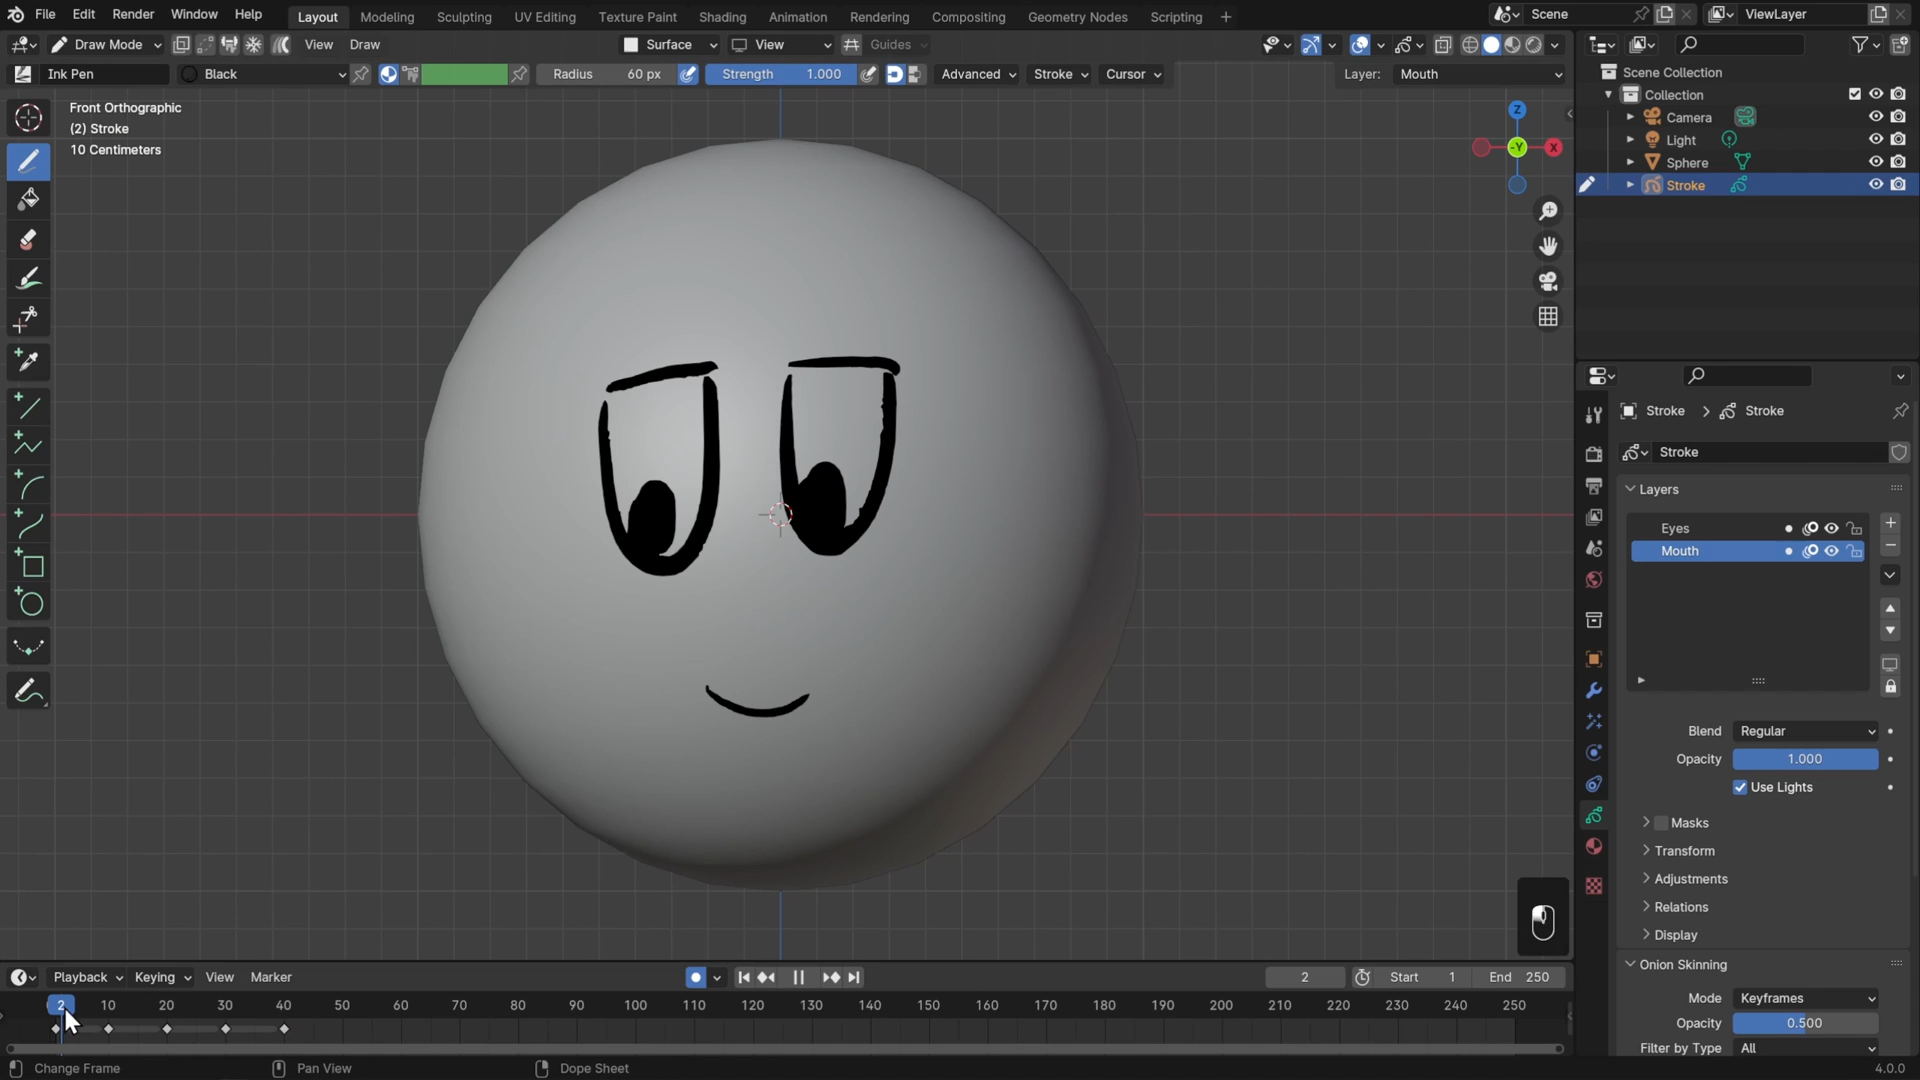 File Edit Render Window Help Layout Modeling Sculpting UV Editing Texture Paint Shading Animation Rendering Compositing Geometry Nodes Scripting + Scene ViewLayer
Draw Mode View Draw Surface View Guides
Ink Pen Black Radius 60 px Strength 1.000 Advanced Stroke Cursor Layer: Mouth
Front Orthographic
(2) Stroke
10 Centimeters
Z
-Y X
Scene Collection
Collection
Camera
Light
Sphere
Stroke
Stroke > Stroke
Stroke
Layers
Eyes
Mouth
Blend Regular
Opacity 1.000
Use Lights
Masks
Transform
Adjustments
Relations
Display
Onion Skinning
Mode Keyframes
Opacity 0.500
Filter by Type All
Playback Keying View Marker 2 Start 1 End 250
2 10 20 30 40 50 60 70 80 90 100 110 120 130 140 150 160 170 180 190 200 210 220 230 240 250
Change Frame Pan View Dope Sheet 4.0.0